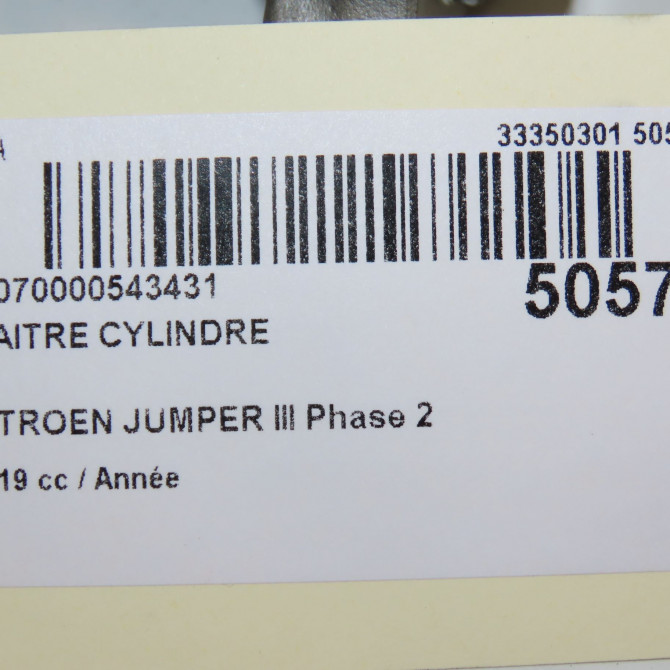 33350301 505
070000543431
5057
AITRE CYLINDRE
TROEN JUMPER III Phase 2
19 cc / Année